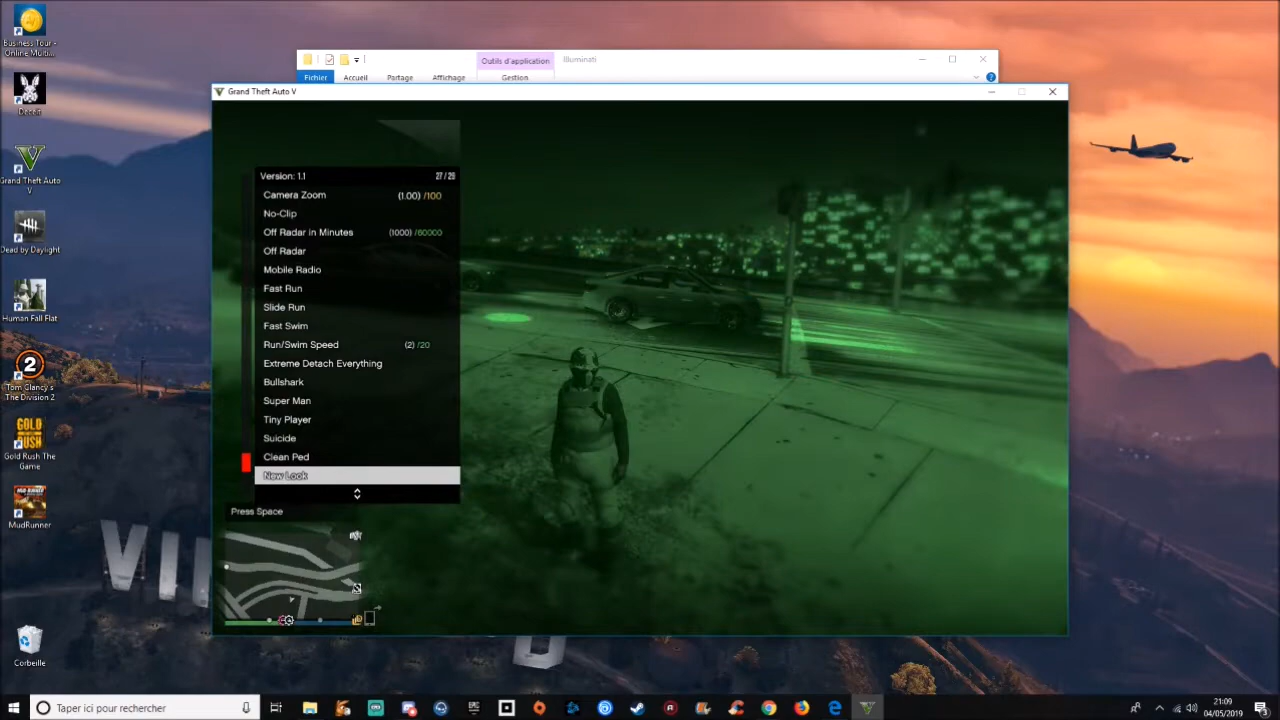 Business Tour -
Online Multi...
Deceit
Grand Theft Auto
V
Dead by Daylight
Human Fall Flat
Tom Clancy's
The Division 2
GOLD
RUSH
Gold Rush The
Game
MudRunner
Corbeille
Outils d'application
Illuminati
Fichier
Accueil
Partage
Affichage
Gestion
Grand Theft Auto V
Version: 1.1 27 / 29
Camera Zoom (1.00) /100
No-Clip
Off Radar in Minutes (1000) /60000
Off Radar
Mobile Radio
Fast Run
Slide Run
Fast Swim
Run/Swim Speed (2) /20
Extreme Detach Everything
Bullshark
Super Man
Tiny Player
Suicide
Clean Ped
New Look
Press Space
Taper ici pour rechercher
21:09
04/05/2019